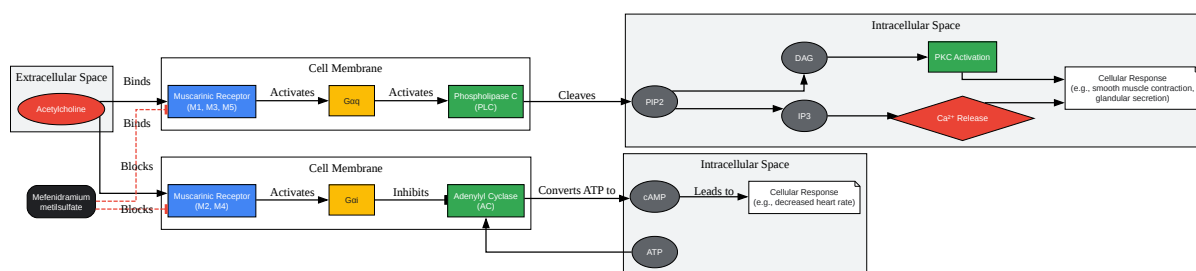 Intracellular Space
DAG
PKC Activation
Cell Membrane
Extracellular Space
Binds
Cellular Response
(e.g., smooth muscle contraction,
glandular secretion)
Acetylcholine
Muscarinic Receptor
(M1, M3, M5)
Activates
Gαq
Activates
Phospholipase C
(PLC)
Cleaves
PIP2
IP3
Ca²⁺ Release
Binds
Blocks
Cell Membrane
Intracellular Space
Mefenidramium
metilsulfate
Blocks
Muscarinic Receptor
(M2, M4)
Activates
Gαi
Inhibits
Adenylyl Cyclase
(AC)
Converts ATP to
cAMP
Leads to
Cellular Response
(e.g., decreased heart rate)
ATP